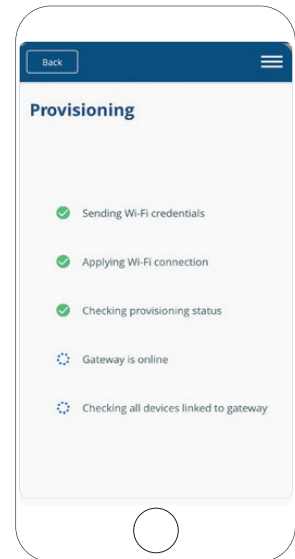 Back
Provisioning
Sending Wi-Fi credentials
Applying Wi-Fi connection
Checking provisioning status
Gateway is online
Checking all devices linked to gateway